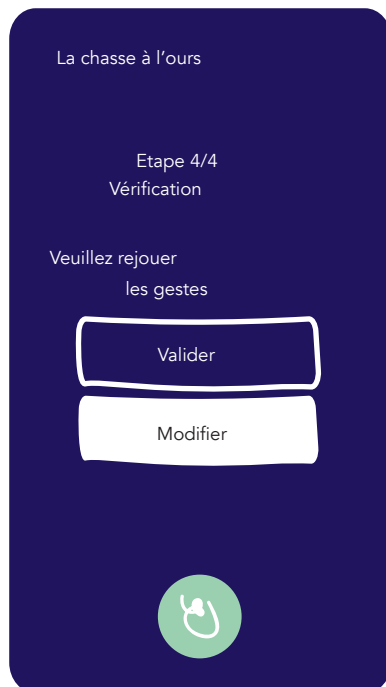 La chasse à l’ours
Etape 4/4
Vérification
Veuillez rejouer
les gestes
Valider
Modifier